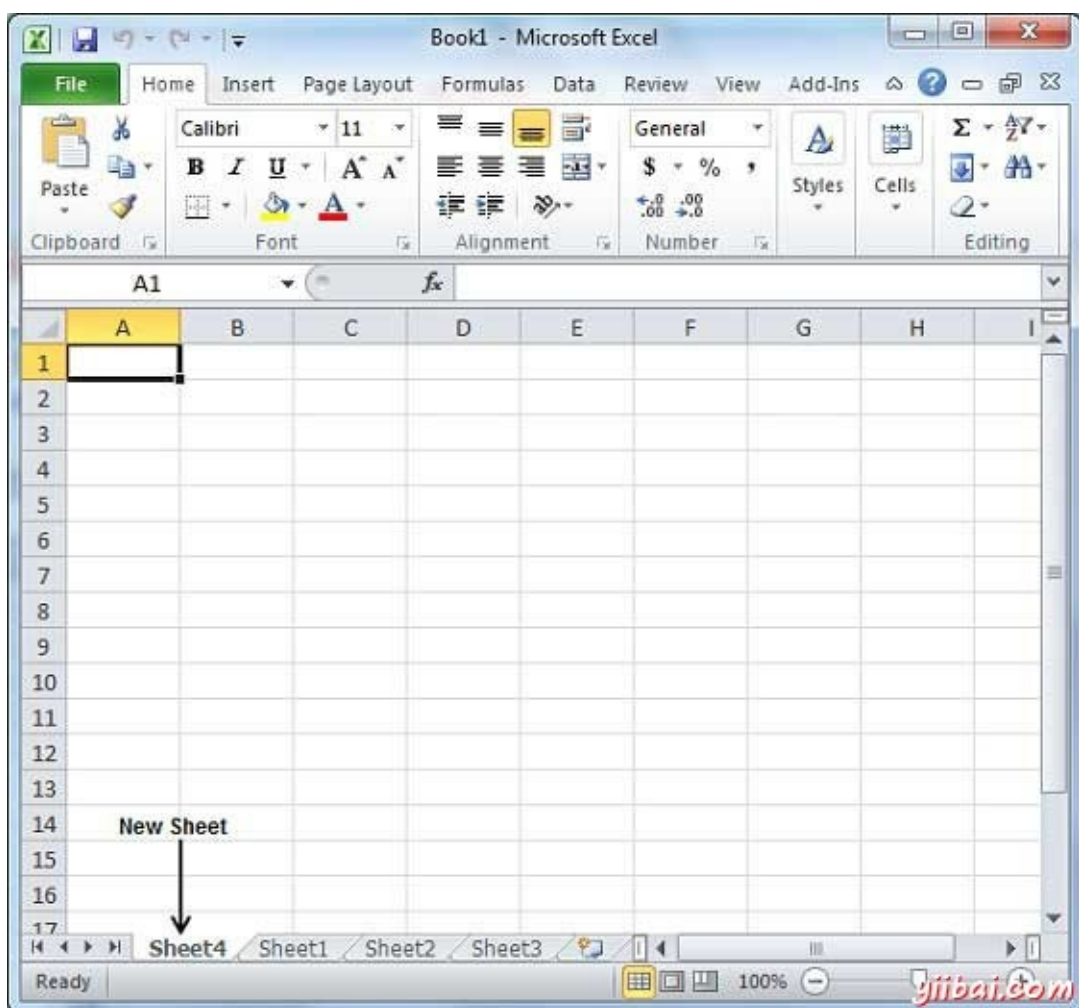 Book1 - Microsoft Excel
File Home Insert Page Layout Formulas Data Review View Add-Ins
Calibri 11 General
B I U A A $ % ,
Paste Styles Cells
Clipboard Font Alignment Number Editing
A1 fx
A B C D E F G H I
1
2
3
4
5
6
7
8
9
10
11
12
13
14 New Sheet
15
16
17
Sheet4 Sheet1 Sheet2 Sheet3
Ready 100%
yiibai.com